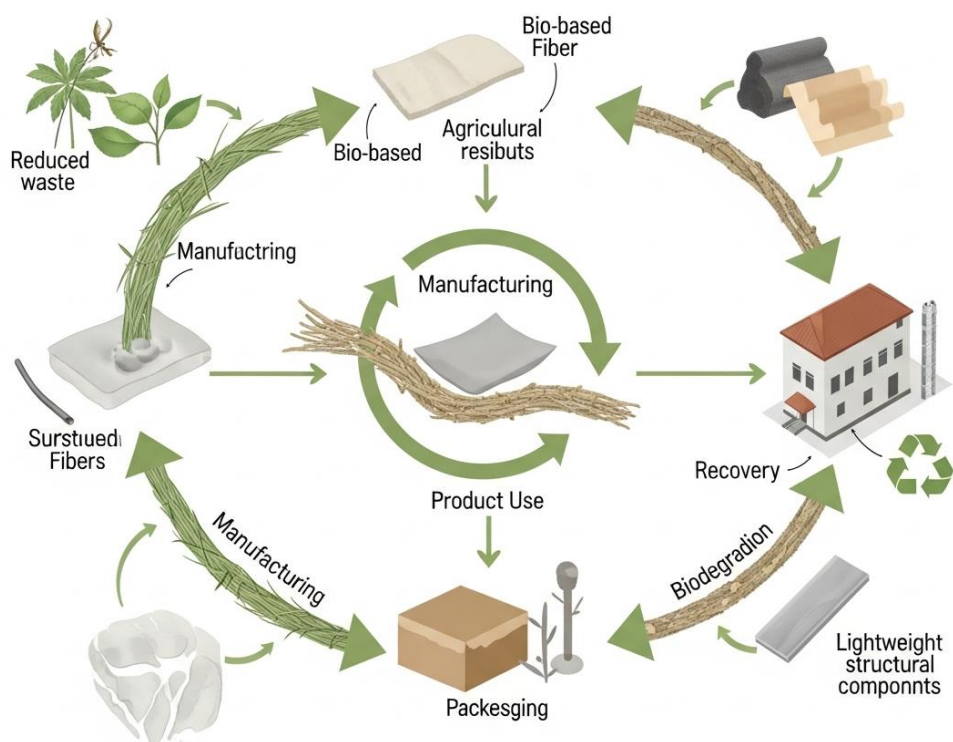 Bio-based
Fiber
Reduced
waste
Bio-based
Agriculural
resibuts
Manufactring
Manufacturing
Fibers
Recovery
Product Use
Manufacturing
Biodegradion
Lightweight
structural
componnts
Packesging